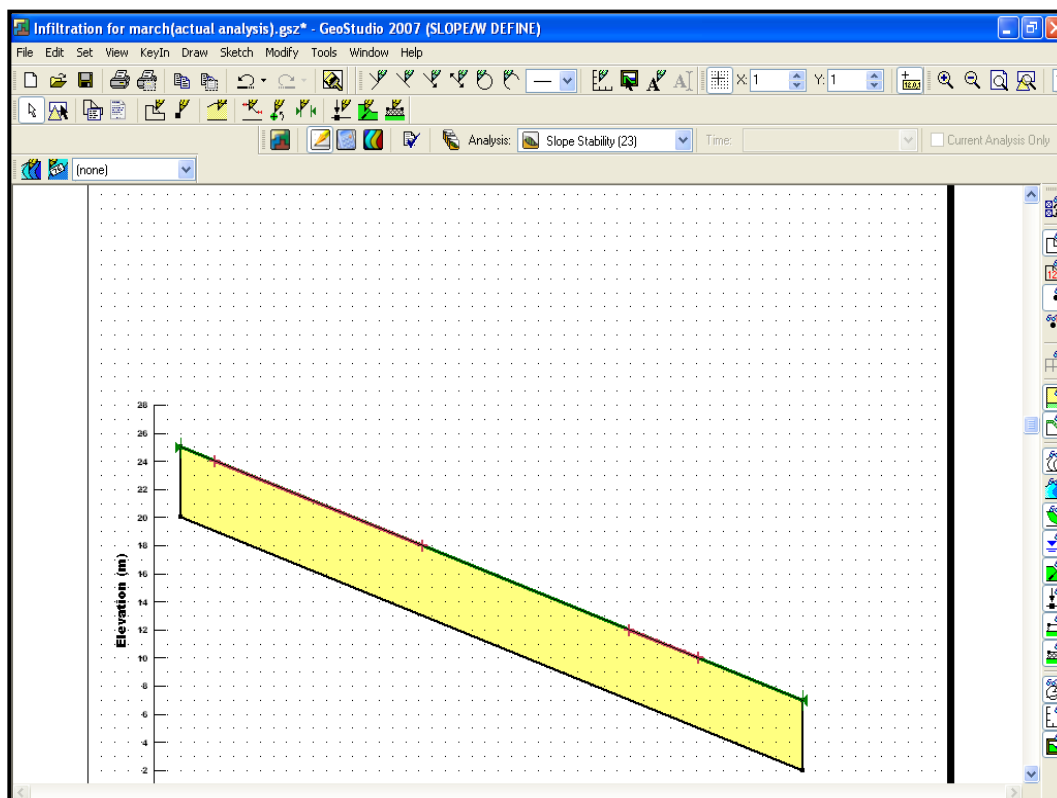 Infiltration for march(actual analysis).gsz* - GeoStudio 2007 (SLOPE/W DEFINE)
File Edit Set View KeyIn Draw Sketch Modify Tools Window Help
X: 1 Y: 1
Analysis: Slope Stability (23) Time: Current Analysis Only
(none)
28
26
24
22
20
18
16
14
12
10
8
6
4
2
Elevation (m)